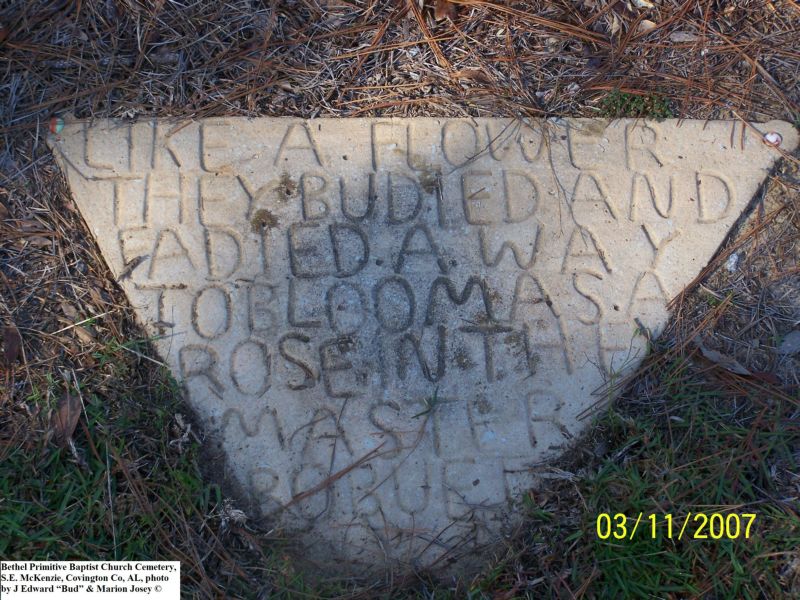 LIKE A FLOWER
THEY BUDIED AND
FADIED.A.WAY
TO BLOOM AS.A
ROSE.IN.THE
MASTER
BORUET
03/11/2007
Bethel Primitive Baptist Church Cemetery,
S.E. McKenzie, Covington Co, AL, photo
by J Edward “Bud” & Marion Josey ©